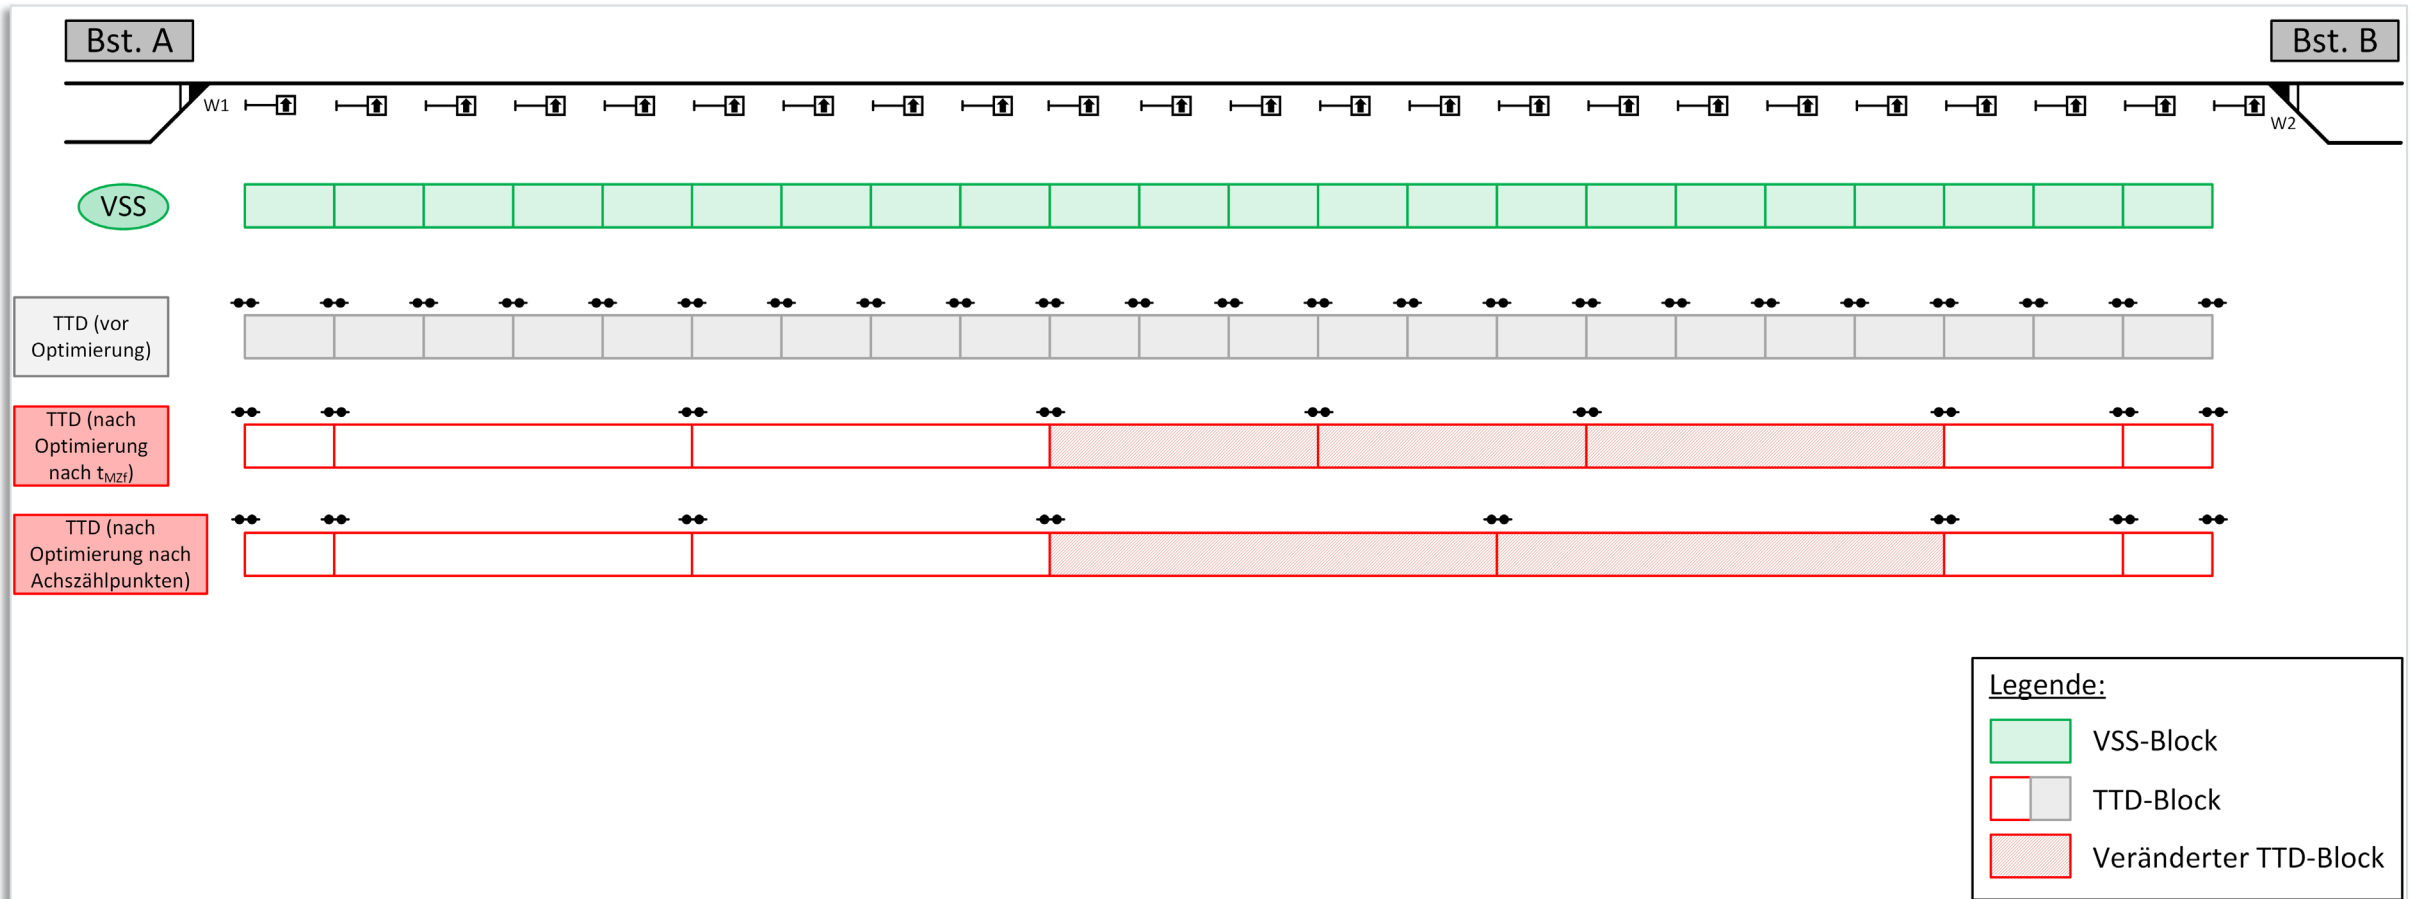 Bst. A
Bst. B
W1
W2
VSS
TTD (vor
Optimierung)
TTD (nach
Optimierung
nach tMZf)
TTD (nach
Optimierung nach
Achszählpunkten)
Legende:
VSS-Block
TTD-Block
Veränderter TTD-Block